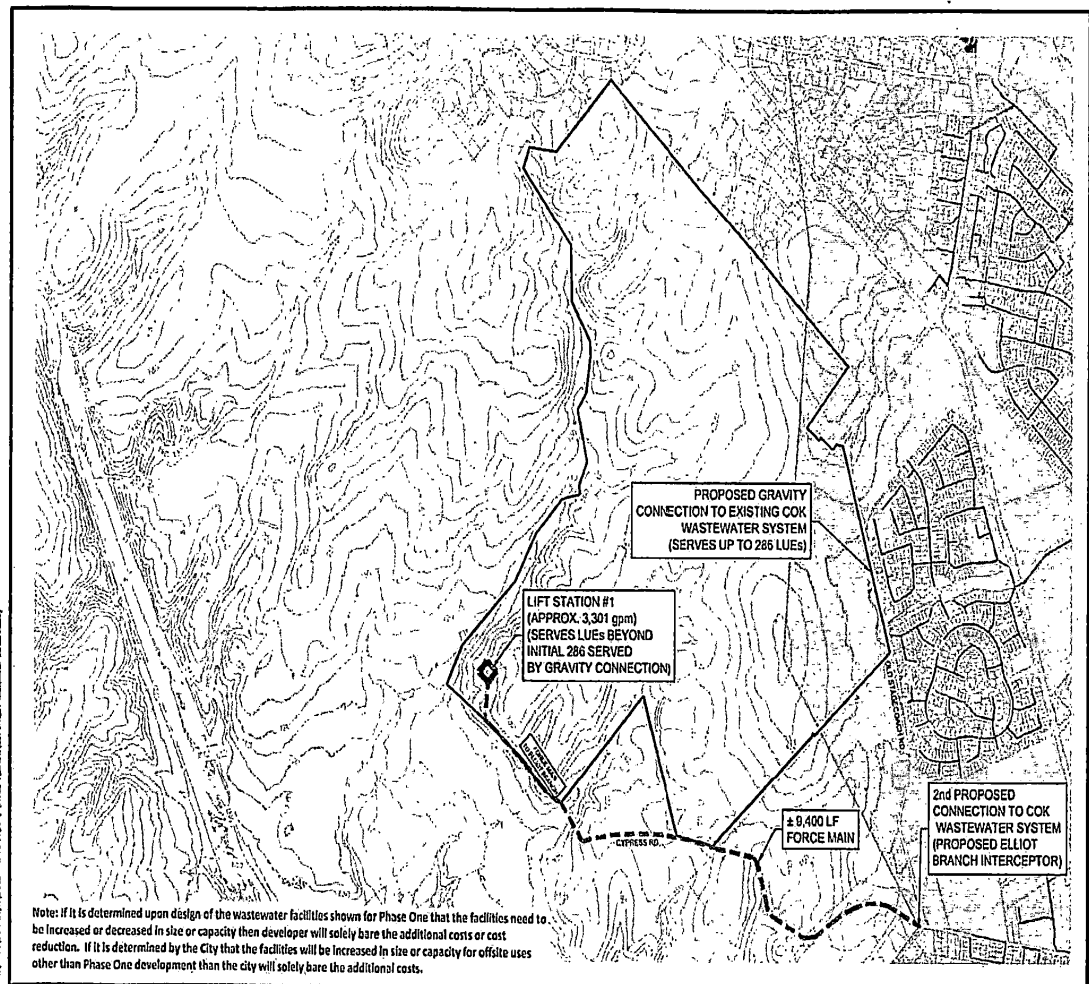 PROPOSED GRAVITY
CONNECTION TO EXISTING COK
WASTEWATER SYSTEM
(SERVES UP TO 286 LUEs)
LIFT STATION #1
(APPROX. 3,301 gpm)
(SERVES LUEs BEYOND
INITIAL 286 SERVED
BY GRAVITY CONNECTION)
2nd PROPOSED
CONNECTION TO COK
WASTEWATER SYSTEM
(PROPOSED ELLIOT
BRANCH INTERCEPTOR)
± 9,400 LF
FORCE MAIN
CYPRESS RD.
Note: If it is determined upon design of the wastewater facilities shown for Phase One that the facilities need to
be increased or decreased in size or capacity then developer will solely bare the additional costs or cost
reduction. If it is determined by the City that the facilities will be increased in size or capacity for offsite uses
other than Phase One development than the city will solely bare the additional costs.